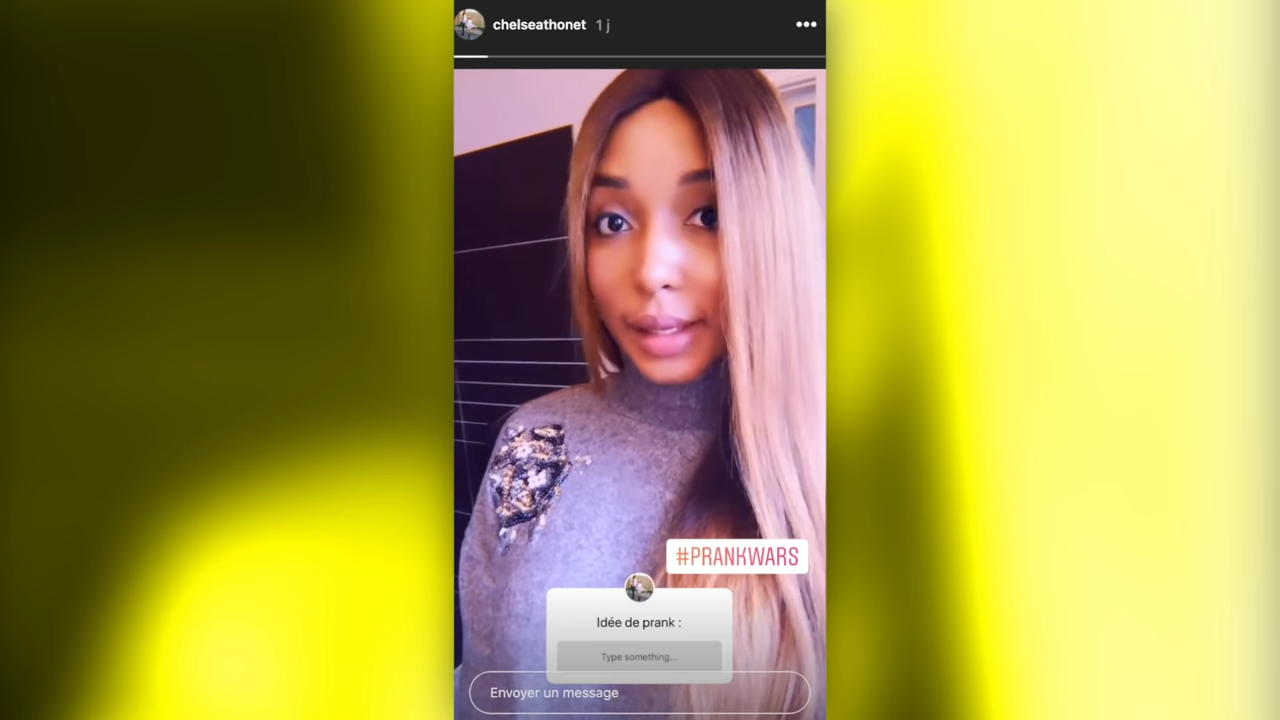 chelseathonet 1 j
#PRANKWARS
Idée de prank :
Type something...
Envoyer un message